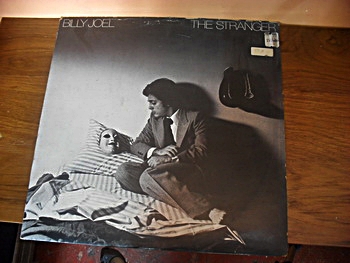 BILLY JOEL
THE STRANGER